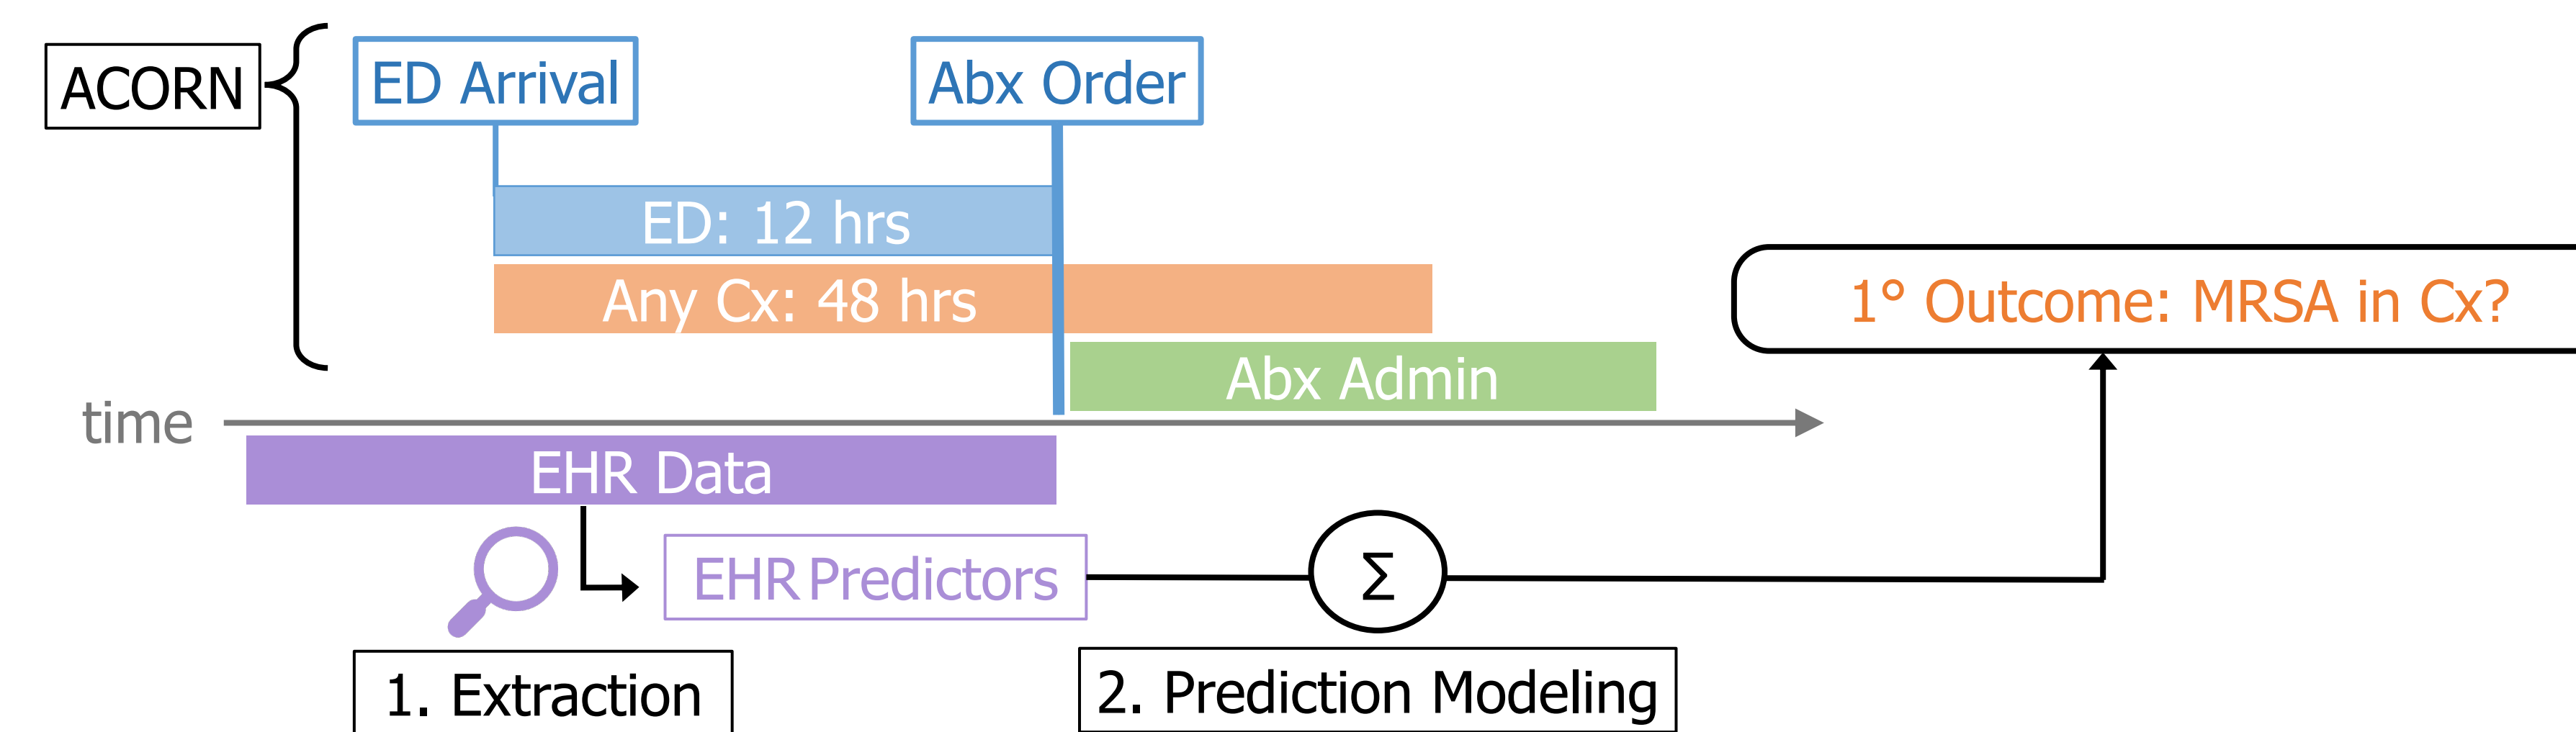 ACORN
ED Arrival
Abx Order
ED: 12 hrs
Any Cx: 48 hrs
1° Outcome: MRSA in Cx?
Abx Admin
time
EHR Data
EHR Predictors
Σ
1. Extraction
2. Prediction Modeling